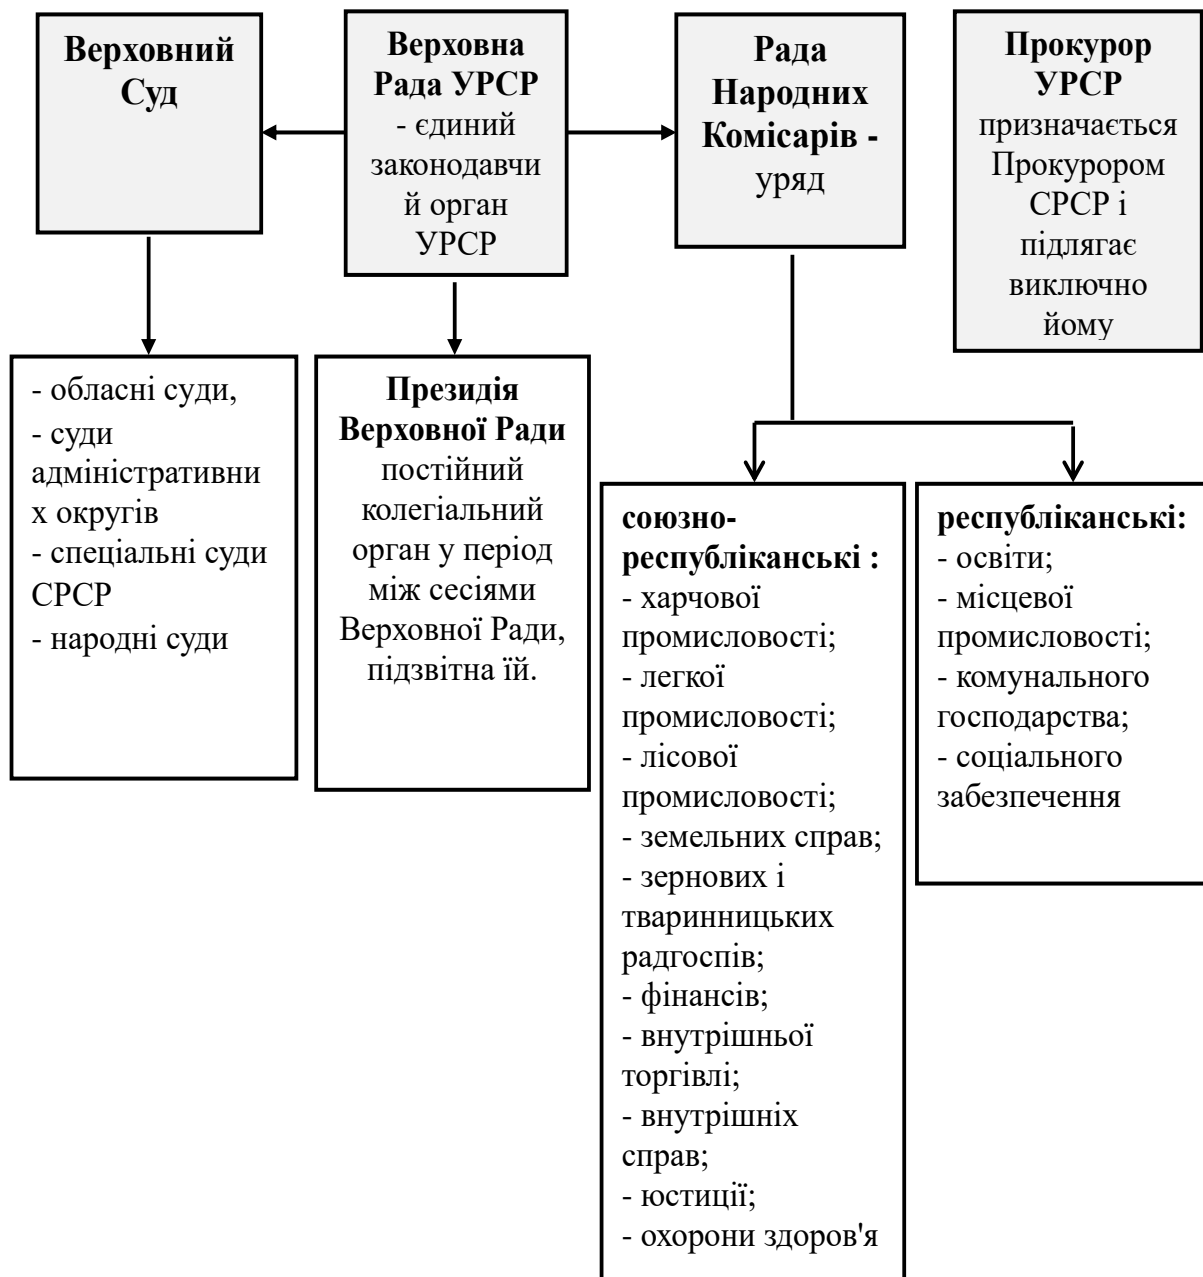 Верховний
Суд
Верховна
Рада УРСР
- єдиний
законодавчи
й орган
УРСР
Рада
Народних
Комісарів -
уряд
Прокурор
УРСР
призначається
Прокурором
СРСР і
підлягає
виключно
йому
- обласні суди,
- суди
адміністративни
х округів
- спеціальні суди
СРСР
- народні суди
Президія
Верховної Ради
постійний
колегіальний
орган у період
між сесіями
Верховної Ради,
підзвітна їй.
союзно-
республіканські :
- харчової
промисловості;
- легкої
промисловості;
- лісової
промисловості;
- земельних справ;
- зернових і
тваринницьких
радгоспів;
- фінансів;
- внутрішньої
торгівлі;
- внутрішніх
справ;
- юстиції;
- охорони здоров'я
республіканські:
- освіти;
- місцевої
промисловості;
- комунального
господарства;
- соціального
забезпечення